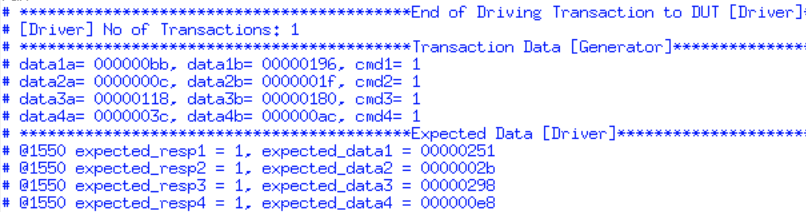 # *****************************************End of Driving Transaction to DUT [Driver]*
# [Driver] No of Transactions: 1
# *****************************************Transaction Data [Generator]****************
# data1a= 000000bb, data1b= 00000196, cmd1= 1
# data2a= 0000000c, data2b= 0000001f, cmd2= 1
# data3a= 00000118, data3b= 00000180, cmd3= 1
# data4a= 0000003c, data4b= 000000ac, cmd4= 1
# *****************************************Expected Data [Driver]***********************
# @1550 expected_resp1 = 1, expected_data1 = 00000251
# @1550 expected_resp2 = 1, expected_data2 = 0000002b
# @1550 expected_resp3 = 1, expected_data3 = 00000298
# @1550 expected_resp4 = 1, expected_data4 = 000000e8